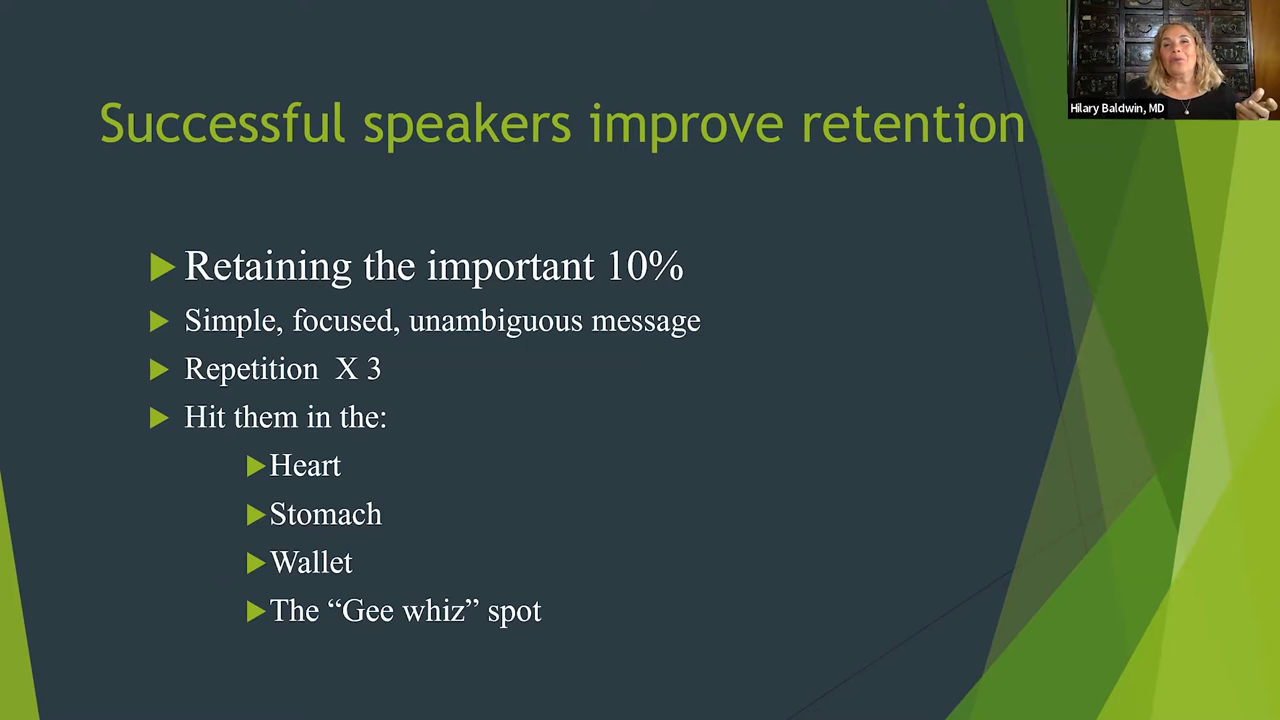 Successful speakers improve retention
Hilary Baldwin, MD
Retaining the important 10%
Simple, focused, unambiguous message
Repetition  X 3
Hit them in the:
Heart
Stomach
Wallet
The “Gee whiz” spot